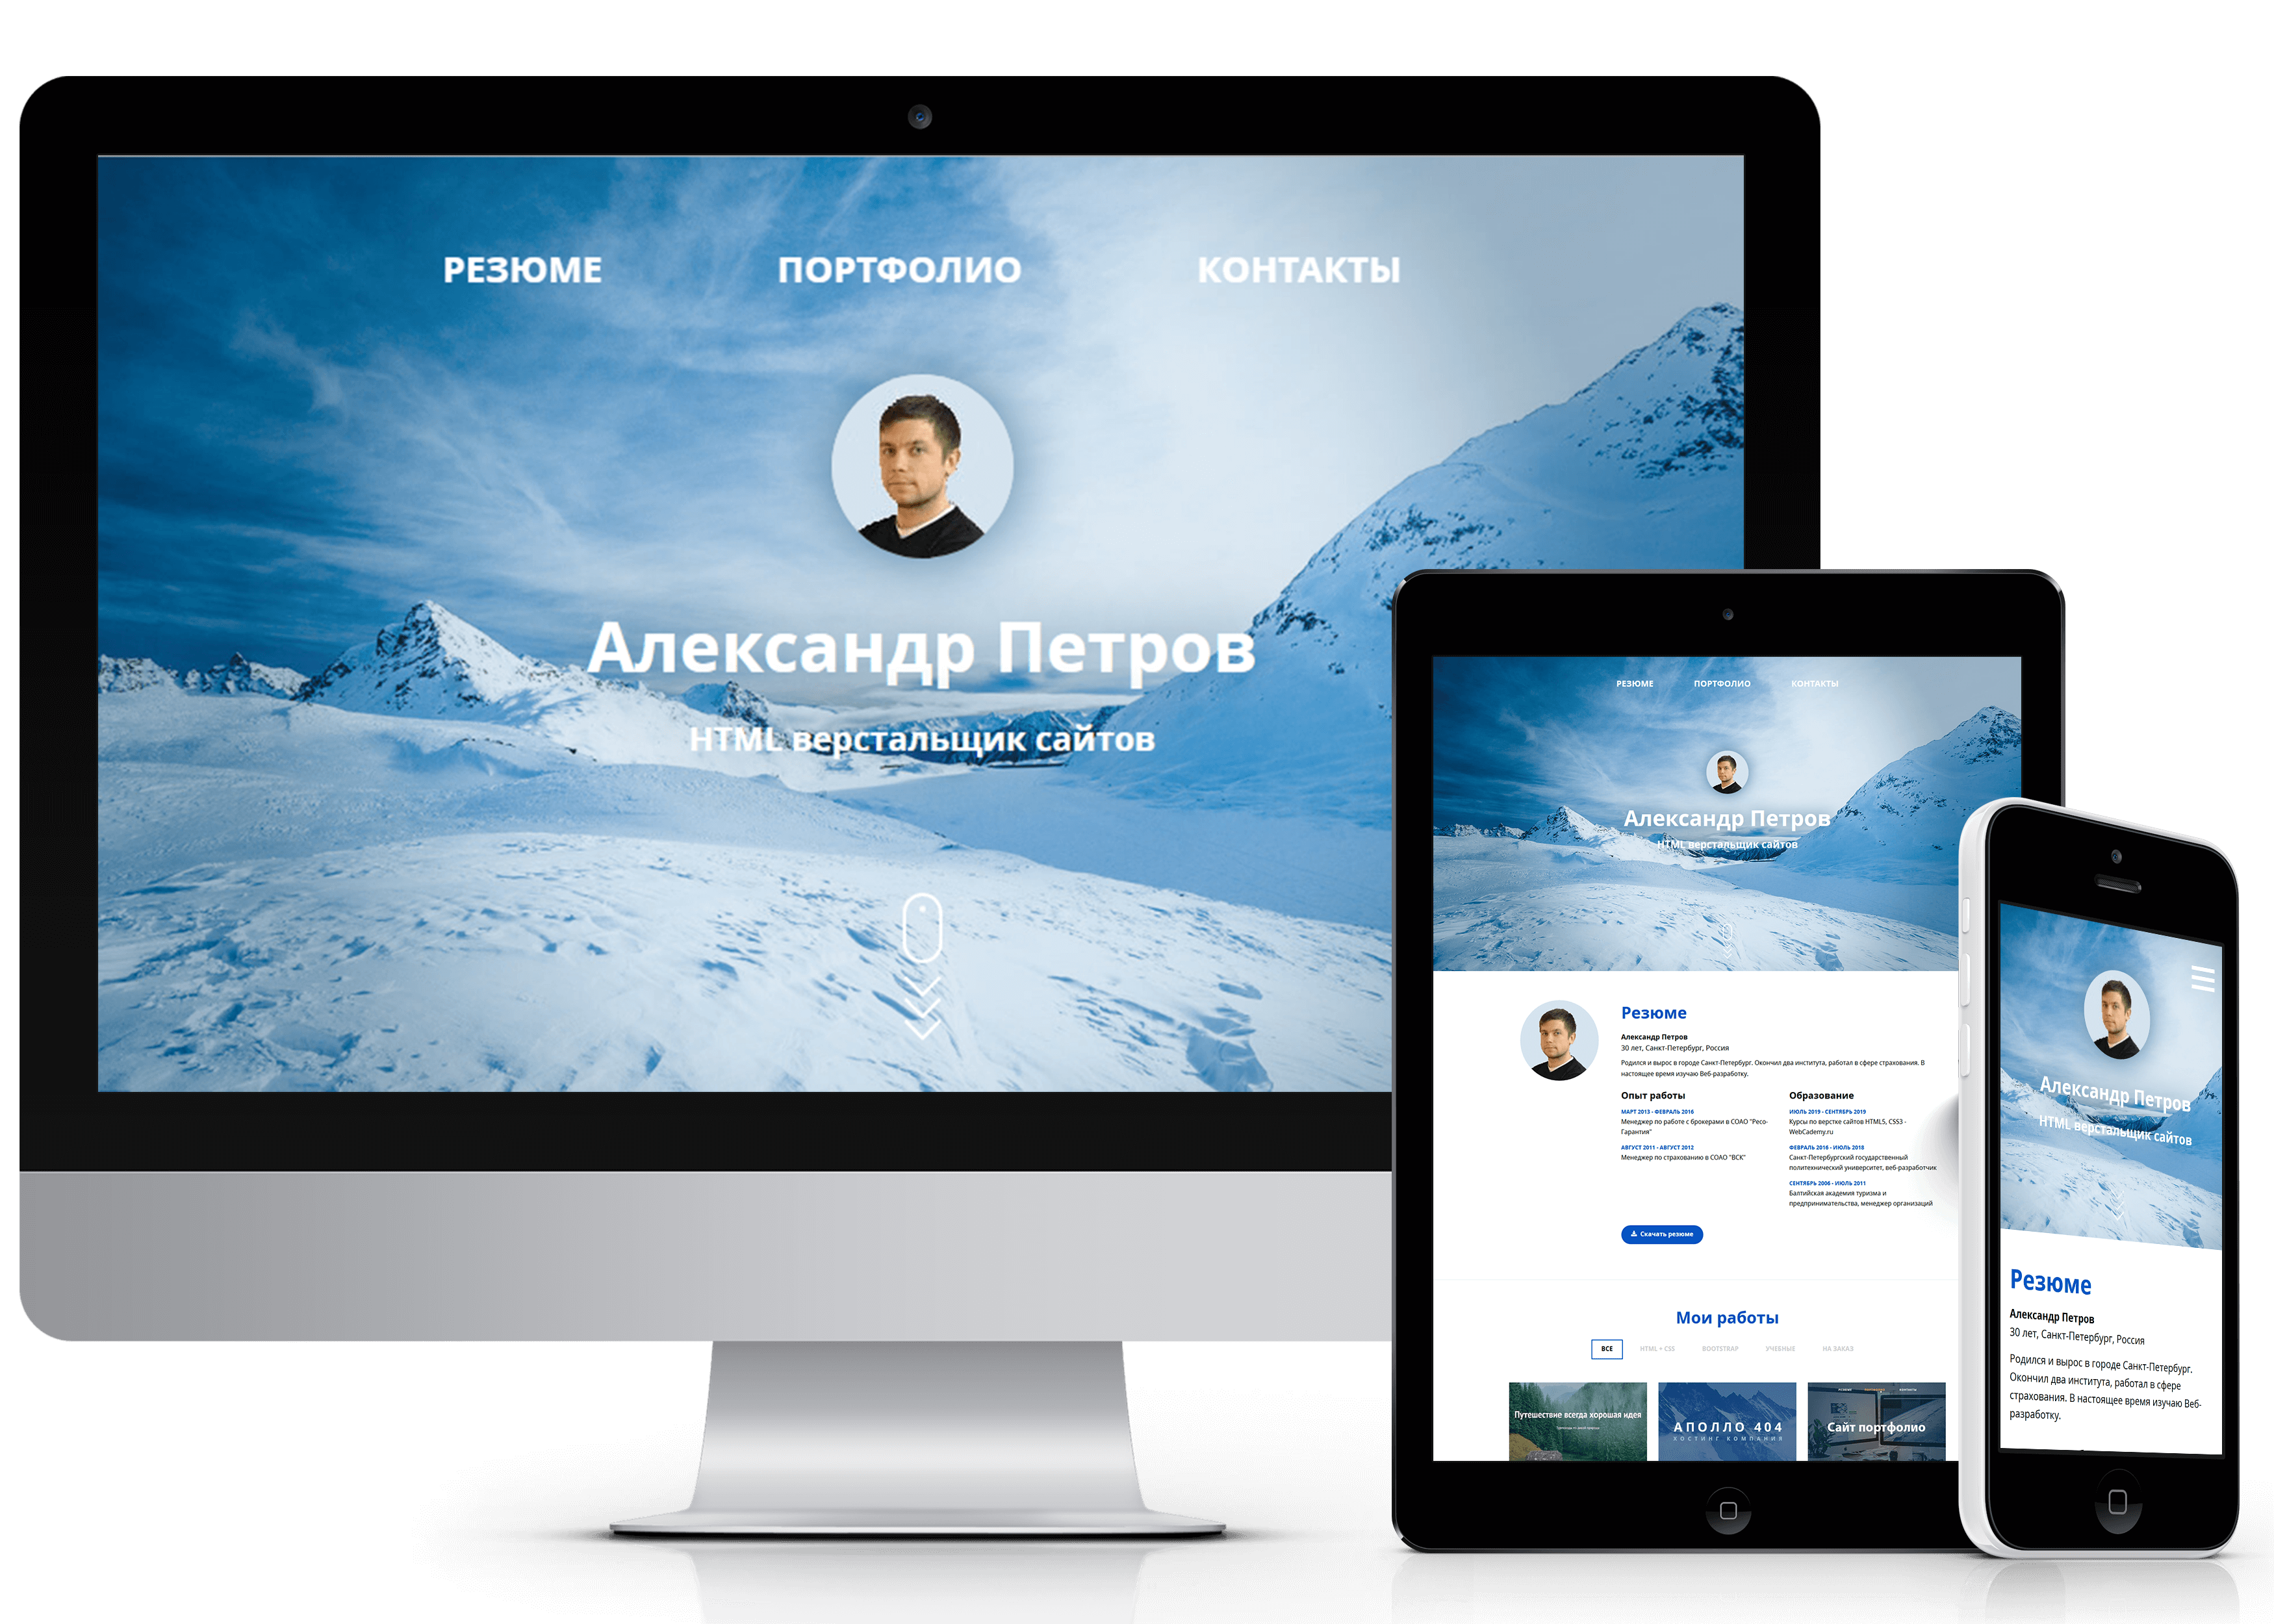 РЕЗЮМЕ ПОРТФОЛИО КОНТАКТЫ
Александр Петров
HTML верстальщик сайтов
РЕЗЮМЕ ПОРТФОЛИО КОНТАКТЫ
Александр Петров
HTML верстальщик сайтов
Резюме
Александр Петров
30 лет, Санкт-Петербург, Россия
Родился и вырос в городе Санкт-Петербург. Окончил два института, работал в сфере страхования. В
настоящее время изучаю Веб-разработку.
Опыт работы
МАРТ 2013 - ФЕВРАЛЬ 2016
Менеджер по работе с брокерами в СОАО "Ресо-
Гарантия"
АВГУСТ 2011 - АВГУСТ 2012
Менеджер по страхованию в СОАО "ВСК"
Образование
ИЮЛЬ 2019 - СЕНТЯБРЬ 2019
Курсы по верстке сайтов HTML5, CSS3 -
WebCademy.ru
ФЕВРАЛЬ 2016 - ИЮЛЬ 2018
Санкт-Петербургский государственный
политехнический университет, веб-разработчик
СЕНТЯБРЬ 2006 - ИЮЛЬ 2011
Балтийская академия туризма и
предпринимательства, менеджер организаций
Скачать резюме
Мои работы
ВСЕ HTML + CSS BOOTSTRAP УЧЕБНЫЕ НА ЗАКАЗ
Путешествие всегда хорошая идея
АПОЛЛО 404
ХОСТИНГ КОМПАНИЯ
Сайт портфолио
Александр Петров
HTML верстальщик сайтов
Резюме
Александр Петров
30 лет, Санкт-Петербург, Россия
Родился и вырос в городе Санкт-Петербург.
Окончил два института, работал в сфере
страхования. В настоящее время изучаю Веб-
разработку.